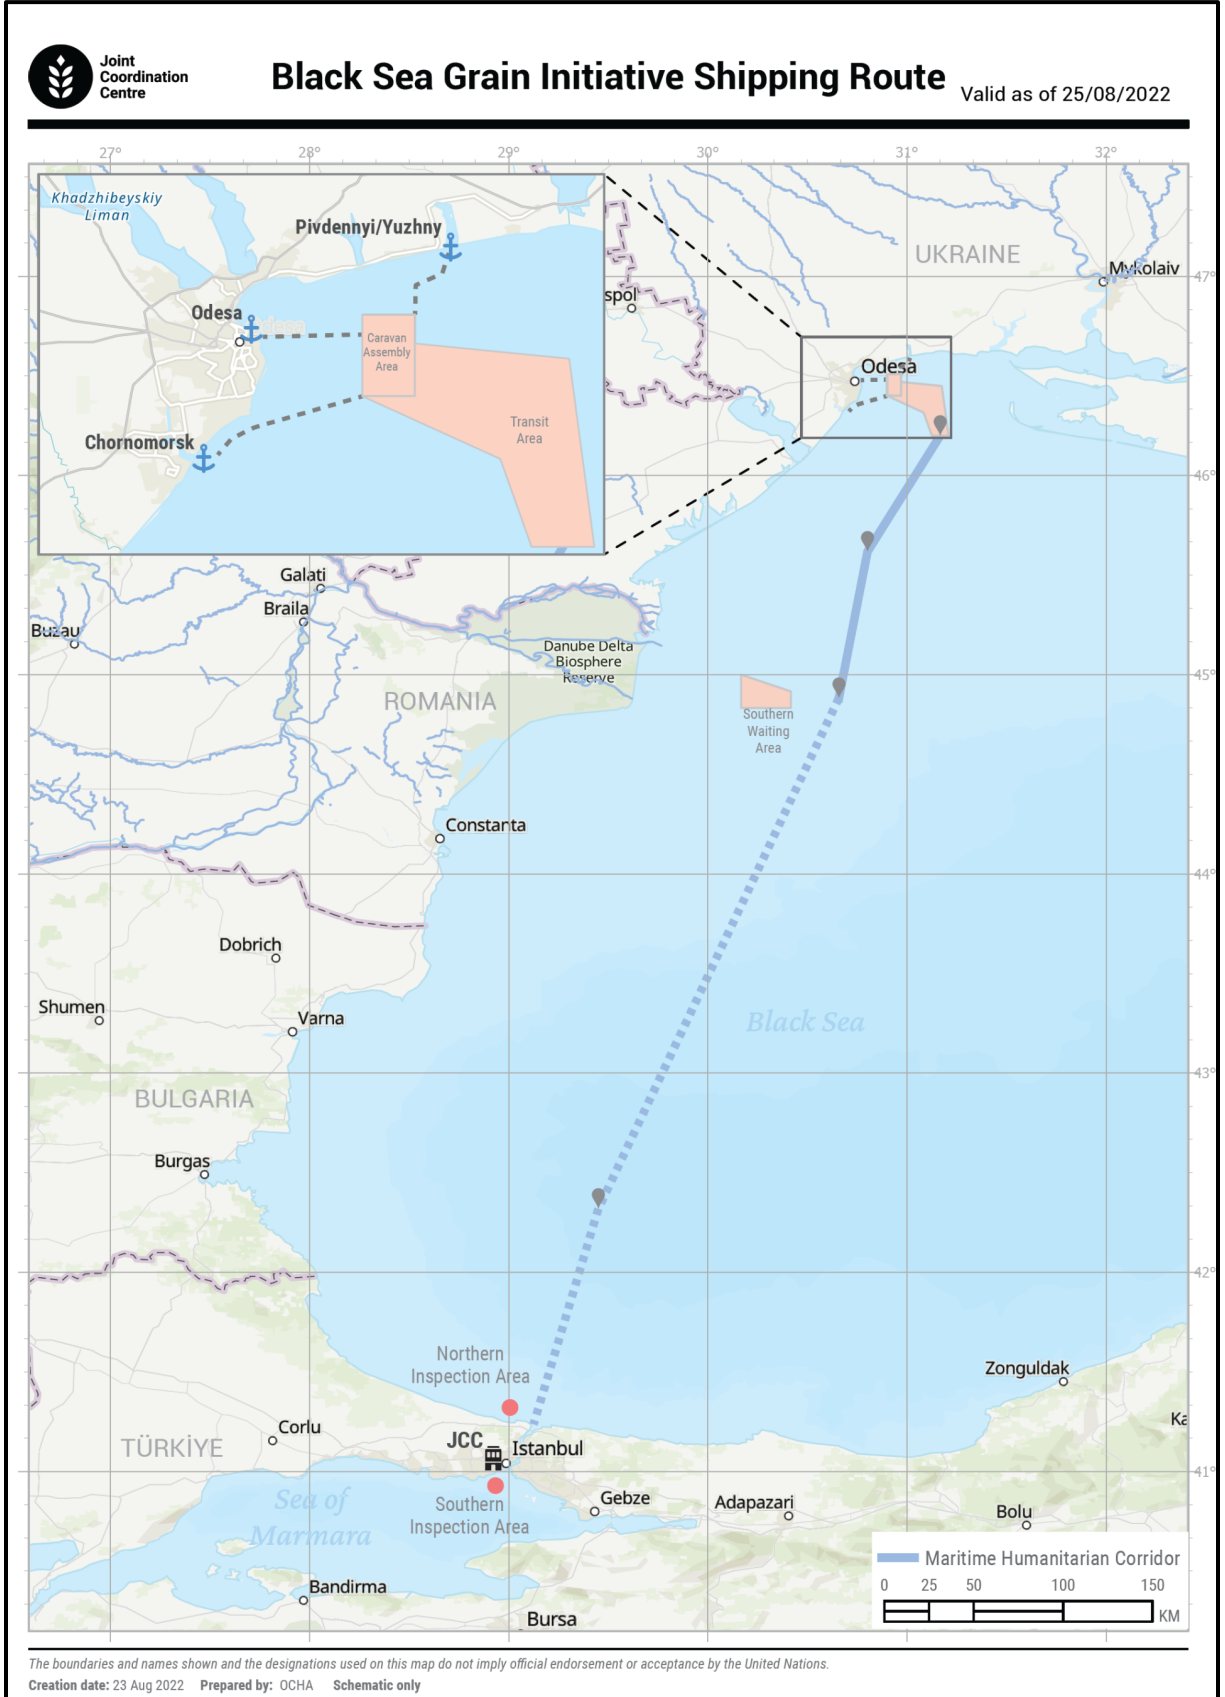 Joint
Coordination
Centre
Black Sea Grain Initiative Shipping Route
Valid as of 25/08/2022
27° 28° 29° 30° 31° 32°
Khadzhibeyskiy
Liman
Pivdennyi/Yuzhny
Odesa
Caravan
Assembly
Area
Transit
Area
Chornomorsk
UKRAINE
Mykolaiv
47°
spol
Odesa
46°
Galati
Braila
Buzau
Danube Delta
Biosphere
Reserve
45°
ROMANIA
Southern
Waiting
Area
Constanta
44°
Dobrich
Shumen
Varna
Black Sea
43°
BULGARIA
Burgas
42°
Northern
Inspection Area
Zonguldak
Ka
Corlu
TÜRKİYE
JCC
Istanbul
41°
Sea of
Marmara
Southern
Inspection Area
Gebze
Adapazari
Bolu
Maritime Humanitarian Corridor
0 25 50 100 150
KM
Bandirma
Bursa
The boundaries and names shown and the designations used on this map do not imply official endorsement or acceptance by the United Nations.
Creation date: 23 Aug 2022 Prepared by: OCHA Schematic only